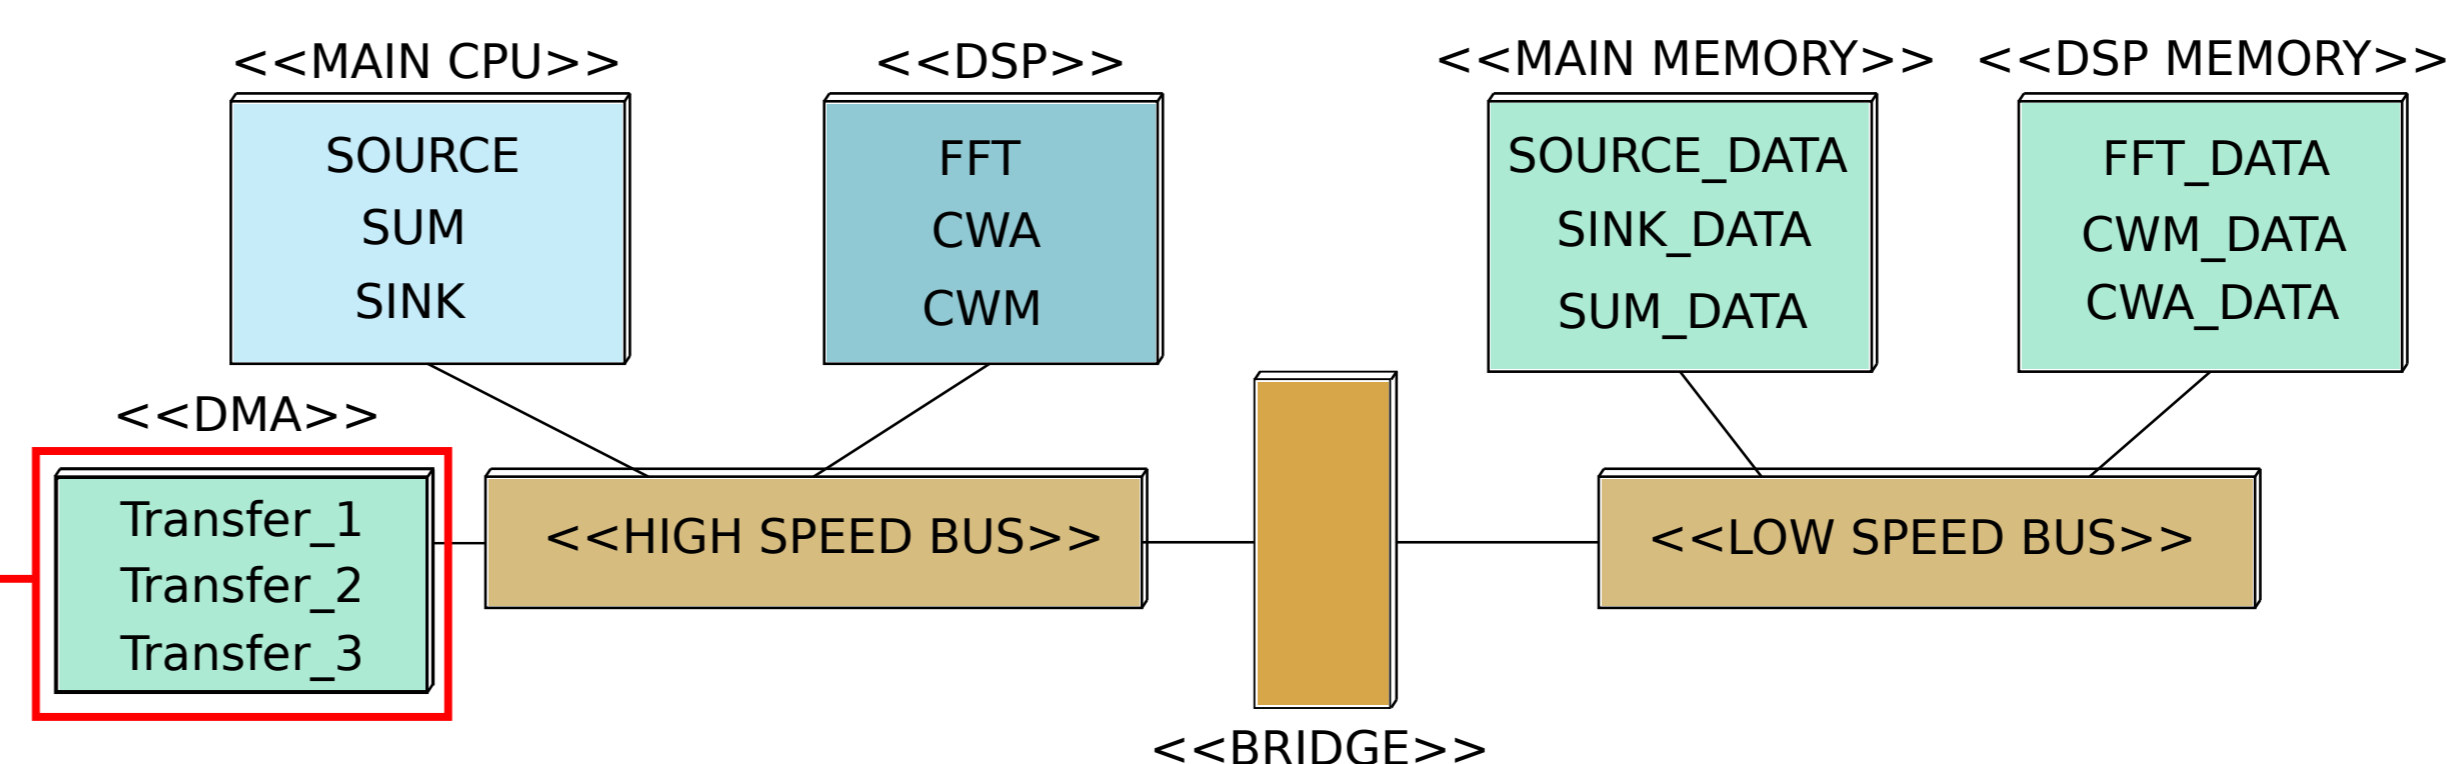 <<MAIN CPU>>
SOURCE
SUM
SINK
<<DSP>>
FFT
CWA
CWM
<<MAIN MEMORY>>
SOURCE_DATA
SINK_DATA
SUM_DATA
<<DSP MEMORY>>
FFT_DATA
CWM_DATA
CWA_DATA
<<DMA>>
Transfer_1
Transfer_2
Transfer_3
<<HIGH SPEED BUS>>
<<BRIDGE>>
<<LOW SPEED BUS>>